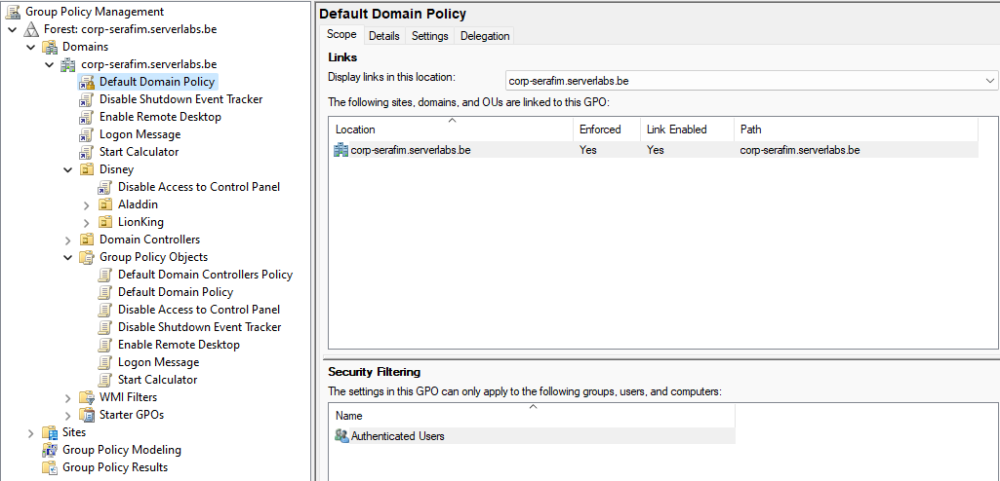 Group Policy Management
Forest: corp-serafim.serverlabs.be
Domains
corp-serafim.serverlabs.be
Default Domain Policy
Disable Shutdown Event Tracker
Enable Remote Desktop
Logon Message
Start Calculator
Disney
Disable Access to Control Panel
Aladdin
LionKing
Domain Controllers
Group Policy Objects
Default Domain Controllers Policy
Default Domain Policy
Disable Access to Control Panel
Disable Shutdown Event Tracker
Enable Remote Desktop
Logon Message
Start Calculator
WMI Filters
Starter GPOs
Sites
Group Policy Modeling
Group Policy Results
Default Domain Policy
Scope Details Settings Delegation
Links
Display links in this location: corp-serafim.serverlabs.be
The following sites, domains, and OUs are linked to this GPO:
Location Enforced Link Enabled Path
corp-serafim.serverlabs.be Yes Yes corp-serafim.serverlabs.be
Security Filtering
The settings in this GPO can only apply to the following groups, users, and computers:
Name
Authenticated Users